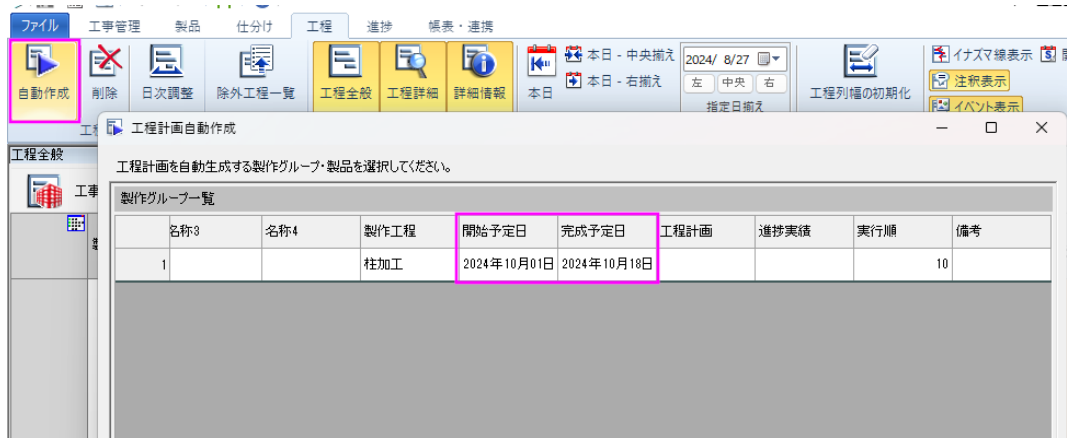 ファイル 工事管理 製品 仕分け 工程 進捗 帳表・連携
自動作成 削除 日次調整 除外工程一覧 工程全般 工程詳細 詳細情報 本日 本日 - 中央揃え 2024/ 8/27 工程列幅の初期化 イナズマ線表示
本日 - 右揃え 左 中央 右 注釈表示
指定日揃え イベント表示
工程計画自動作成
工程全般
工程計画を自動生成する製作グループ・製品を選択してください。
製作グループ一覧
名称3 名称4 製作工程 開始予定日 完成予定日 工程計画 進捗実績 実行順 備考
1 柱加工 2024年10月01日 2024年10月18日 10